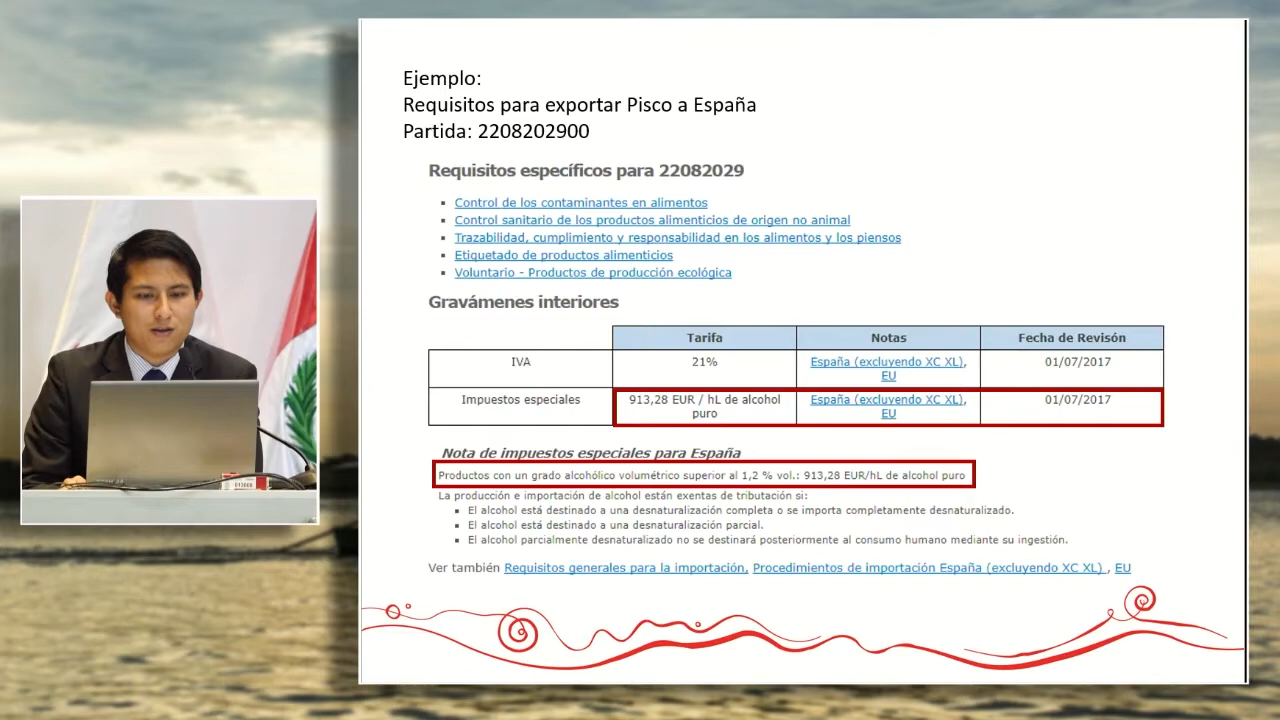 Ejemplo:
Requisitos para exportar Pisco a España
Partida: 2208202900
Requisitos específicos para 22082029
Control de los contaminantes en alimentos
Control sanitario de los productos alimenticios de origen no animal
Trazabilidad, cumplimiento y responsabilidad en los alimentos y los piensos
Etiquetado de productos alimenticios
Voluntario - Productos de producción ecológica
Gravámenes interiores
Tarifa Notas Fecha de Revisón
IVA 21% España (excluyendo XC XL), 01/07/2017
EU
Impuestos especiales 913,28 EUR / hL de alcohol España (excluyendo XC XL), 01/07/2017
puro EU
Nota de impuestos especiales para España
Productos con un grado alcohólico volumétrico superior al 1,2 % vol.: 913,28 EUR/hL de alcohol puro
La producción e importación de alcohol están exentas de tributación si:
El alcohol está destinado a una desnaturalización completa o se importa completamente desnaturalizado.
El alcohol está destinado a una desnaturalización parcial.
El alcohol parcialmente desnaturalizado no se destinará posteriormente al consumo humano mediante su ingestión.
Ver también Requisitos generales para la importación, Procedimientos de importación España (excluyendo XC XL) , EU